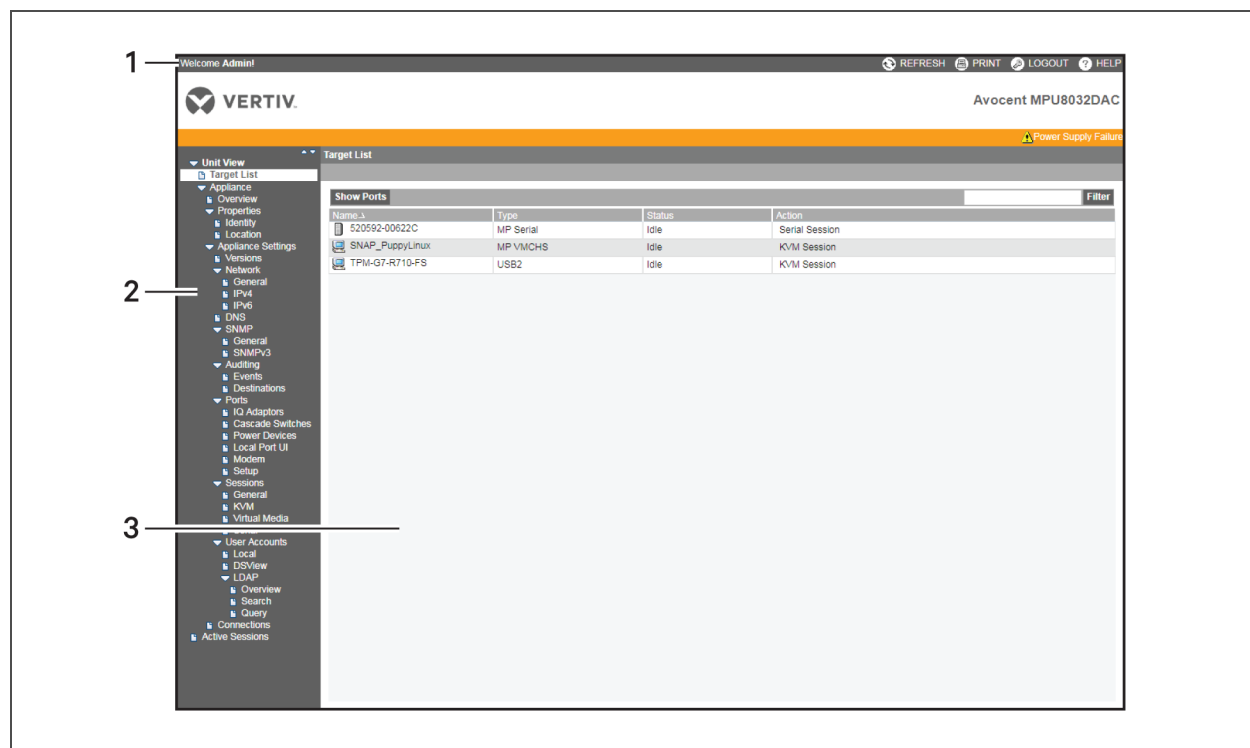 1
Welcome Admin!
REFRESH PRINT LOGOUT ? HELP
VERTIV.
Avocent MPU8032DAC
Power Supply Failure
Unit View
Target List
Appliance
Overview
Properties
Identity
Location
Appliance Settings
Versions
Network
General
2
IPv4
IPv6
DNS
SNMP
General
SNMPv3
Auditing
Events
Destinations
Ports
IQ Adaptors
Cascade Switches
Power Devices
Local Port UI
Modem
Setup
Sessions
General
KVM
Virtual Media
User Accounts
Local
DSView
LDAP
Overview
Search
Query
Connections
Active Sessions
Target List
Show Ports Filter
Name Type Status Action
520592-00622C MP Serial Idle Serial Session
SNAP_PuppyLinux MP VMCHS Idle KVM Session
TPM-G7-R710-FS USB2 Idle KVM Session
3